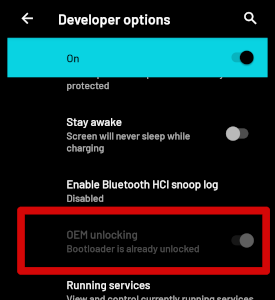 Developer options
On
protected
Stay awake
Screen will never sleep while
charging
Enable Bluetooth HCI snoop log
Disabled
OEM unlocking
Bootloader is already unlocked
Running services
View and control currently running services